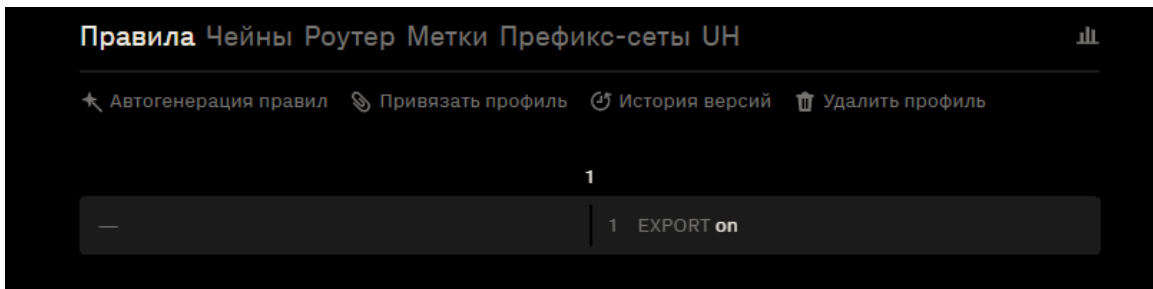 Правила Чейны Роутер Метки Префикс-сеты UH
Автогенерация правил Привязать профиль История версий Удалить профиль
1
— 1 EXPORT on